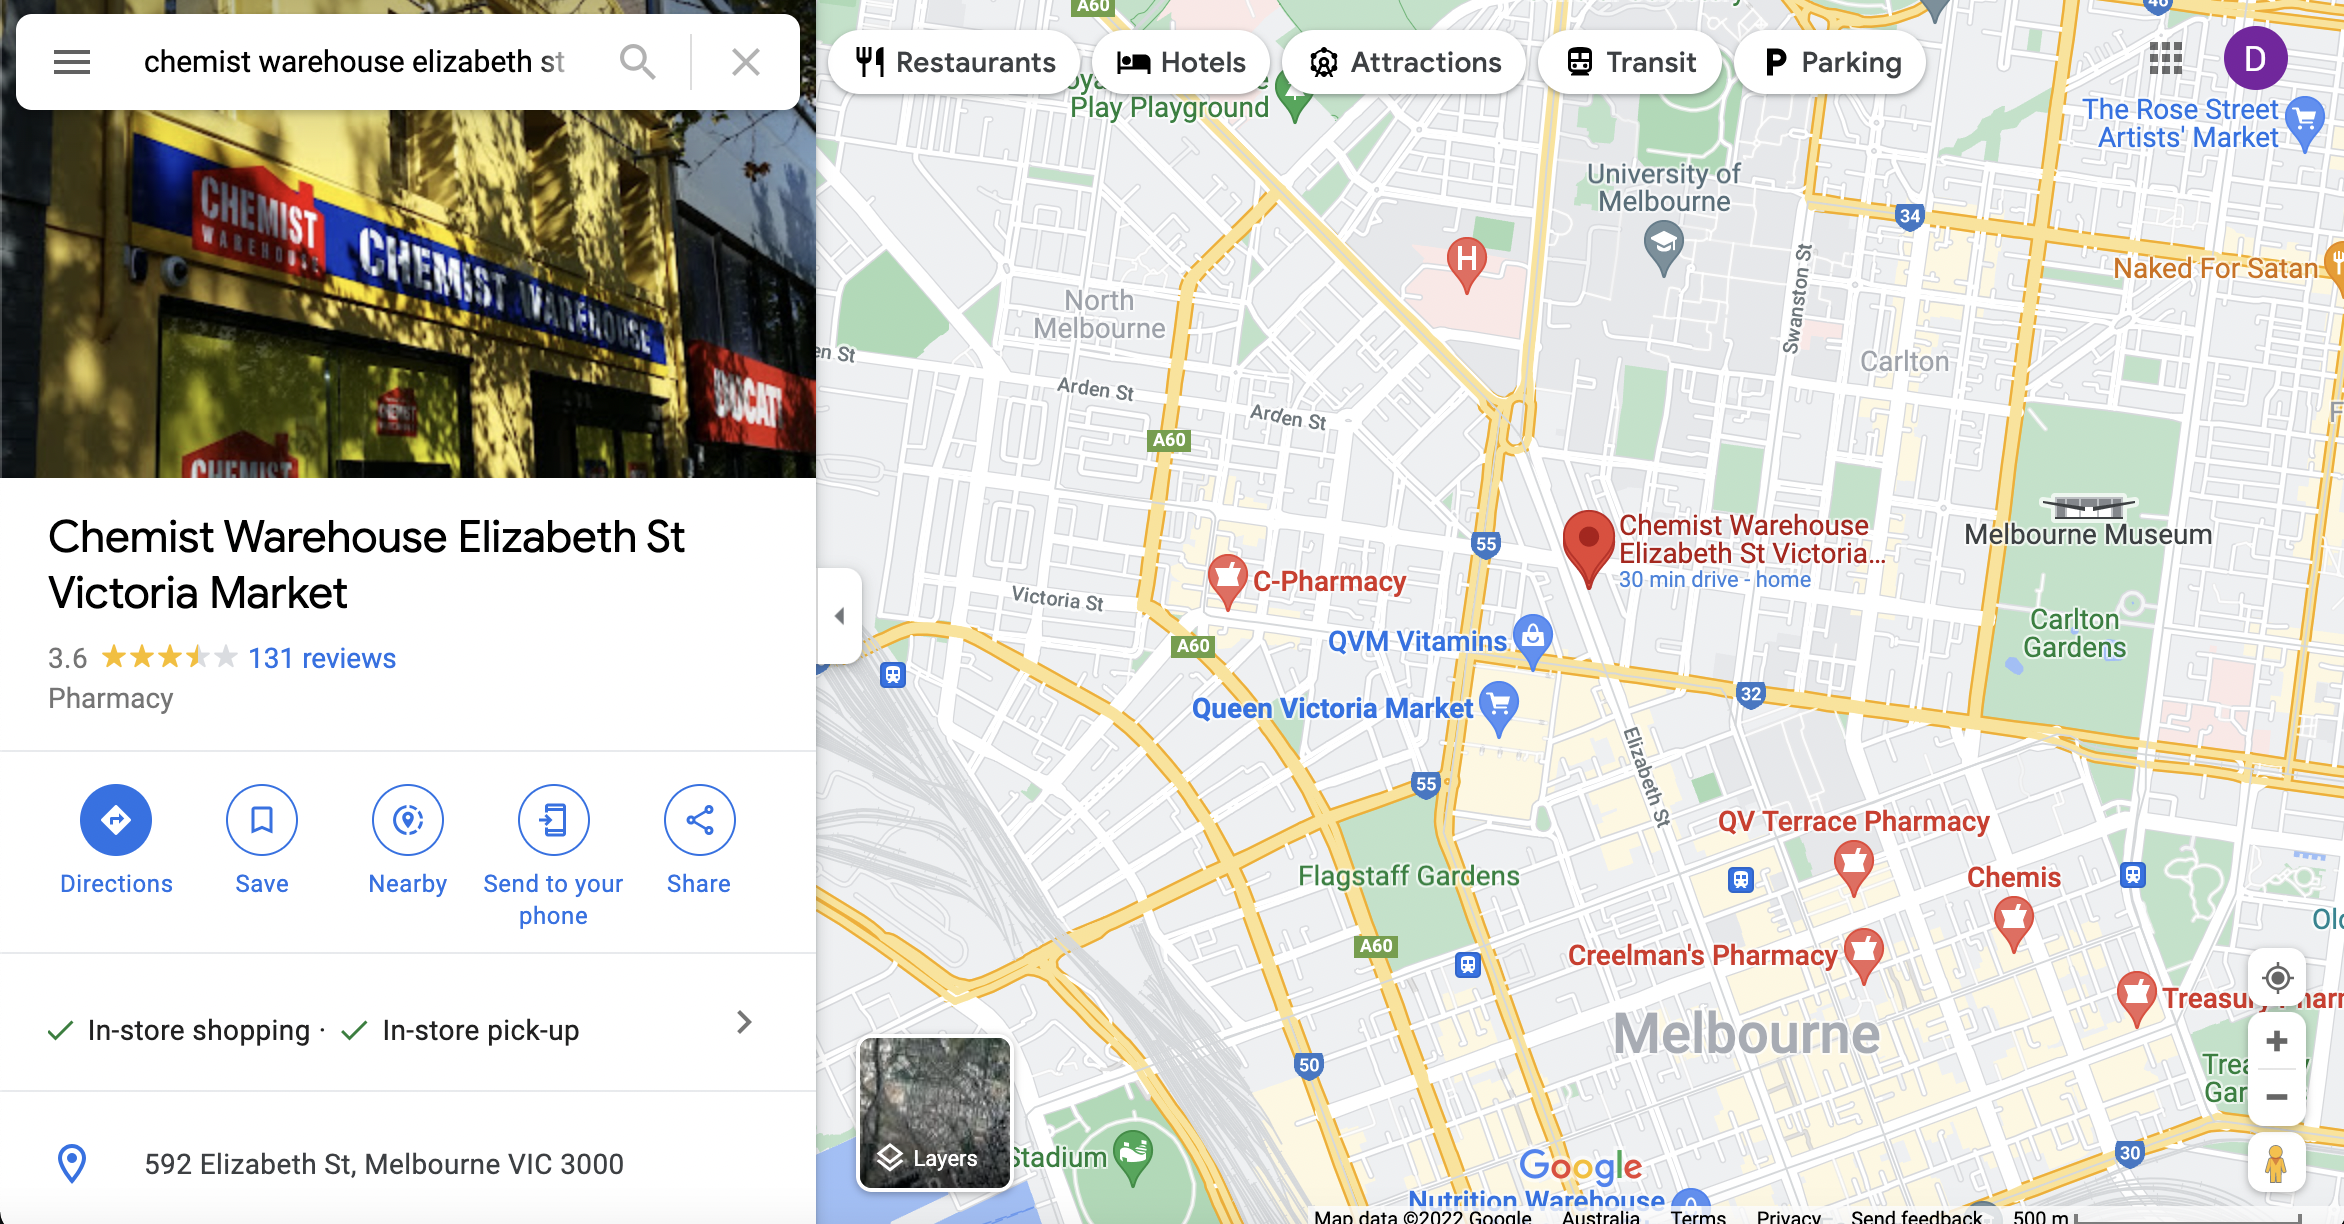 chemist warehouse elizabeth st
CHEMIST
WAREHOUSE
CHEMIST WAREHOUSE
DUCATI
CHEMIST
CHEMIST
Chemist Warehouse Elizabeth St
Victoria Market
3.6
131 reviews
Pharmacy
Directions
Save
Nearby
Send to your
phone
Share
In-store shopping ·
In-store pick-up
592 Elizabeth St, Melbourne VIC 3000
Restaurants
Hotels
Attractions
Transit
Parking
D
A60
46
Play Playground
The Rose Street
Artists' Market
University of
Melbourne
34
Naked For Satan
H
North
Melbourne
Swanston St
Carlton
en St
Arden St
Arden St
A60
55
Chemist Warehouse
Elizabeth St Victoria...
30 min drive - home
Melbourne Museum
C-Pharmacy
Victoria St
Carlton
Gardens
A60
QVM Vitamins
Queen Victoria Market
32
Elizabeth St
55
QV Terrace Pharmacy
Flagstaff Gardens
Chemis
A60
Creelman's Pharmacy
Melbourne
50
30
Layers
Stadium
Google
Nutrition Warehouse
Map data ©2022 Google
Australia
Terms
Privacy
Send feedback
500 m